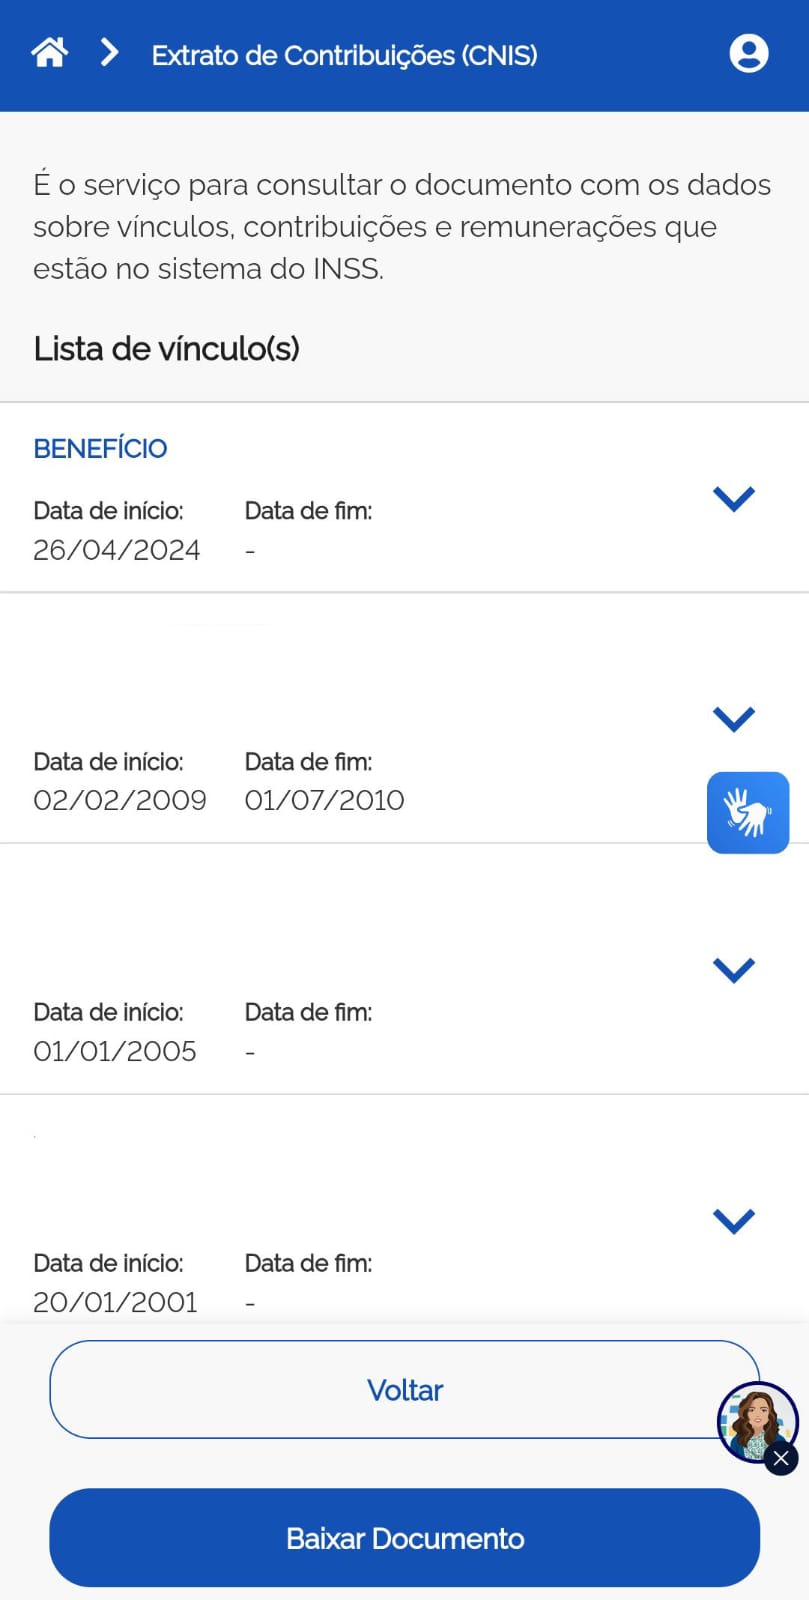 Extrato de Contribuições (CNIS)
É o serviço para consultar o documento com os dados
sobre vínculos, contribuições e remunerações que
estão no sistema do INSS.
Lista de vínculo(s)
BENEFÍCIO
Data de início: Data de fim:
26/04/2024 -
Data de início: Data de fim:
02/02/2009 01/07/2010
Data de início: Data de fim:
01/01/2005 -
Data de início: Data de fim:
20/01/2001 -
Voltar
Baixar Documento